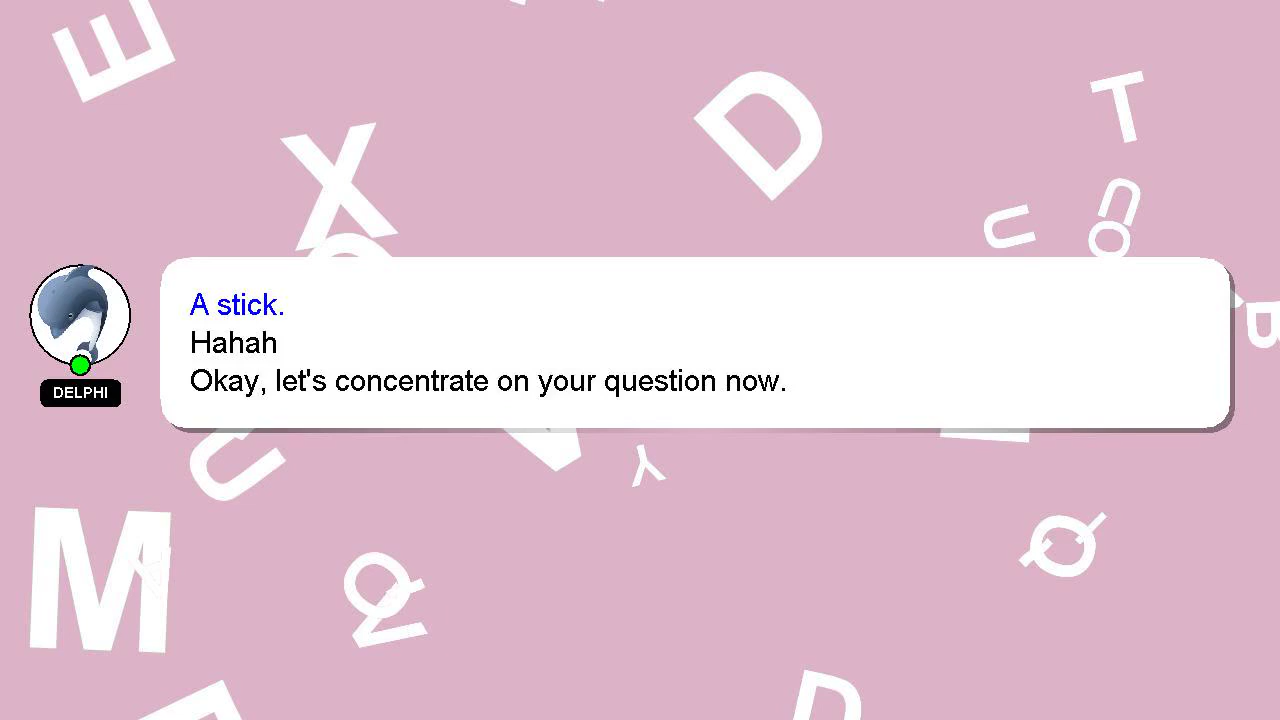 E
X
D
T
U
U
O
B
A stick.
Hahah
Okay, let's concentrate on your question now.
DELPHI
U
Y
M
Q
Z
Q
D